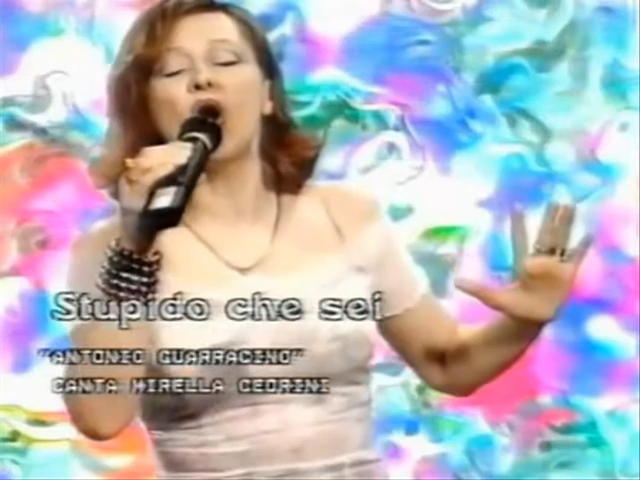 Stupido che sei
"ANTONIO GUARRACINO"
CANTA MIRELLA CEDRINI